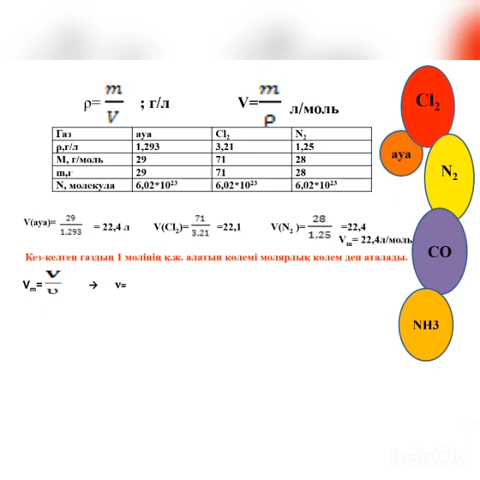 ρ= m/V ; г/л V= m/ρ л/моль
Газ ауа Cl₂ N₂
ρ,г/л 1,293 3,21 1,25
М, г/моль 29 71 28
m,г 29 71 28
N, молекула 6,02*10²³ 6,02*10²³ 6,02*10²³
V(ауа)= 29/1,293 = 22,4 л V(Cl₂)= 71/3,21 =22,1 V(N₂ )= 28/1,25 =22,4
Vₘ= 22,4л/моль
Кез-келген газдың 1 молінің қ.ж. алатын көлемі молярлық көлем деп аталады.
Vₘ= V/υ → ν=
Cl₂
ауа
N₂
CO
NH3